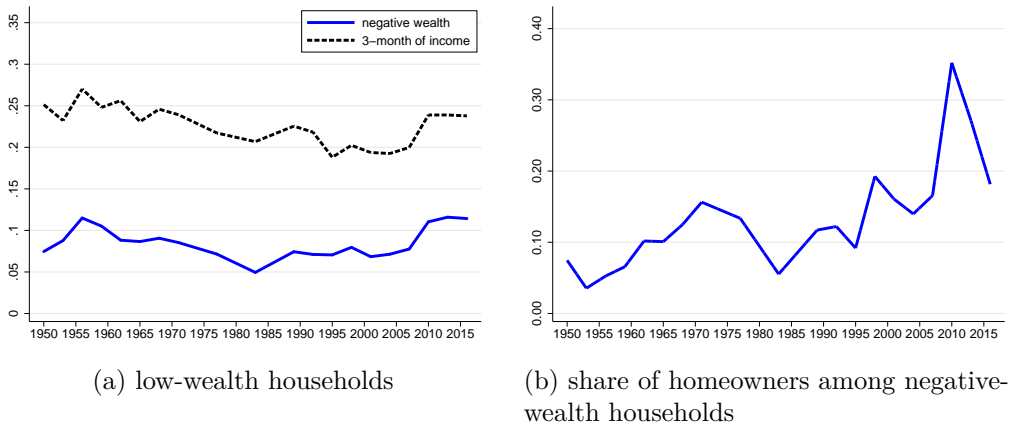 negative wealth
3−month of income
.35
.3
.25
.2
.15
.1
.05
0
1950 1955 1960 1965 1970 1975 1980 1985 1990 1995 2000 2005 2010 2015
(a) low-wealth households
0.40
0.30
0.20
0.10
0.00
1950 1955 1960 1965 1970 1975 1980 1985 1990 1995 2000 2005 2010 2015
(b) share of homeowners among negative-
wealth households